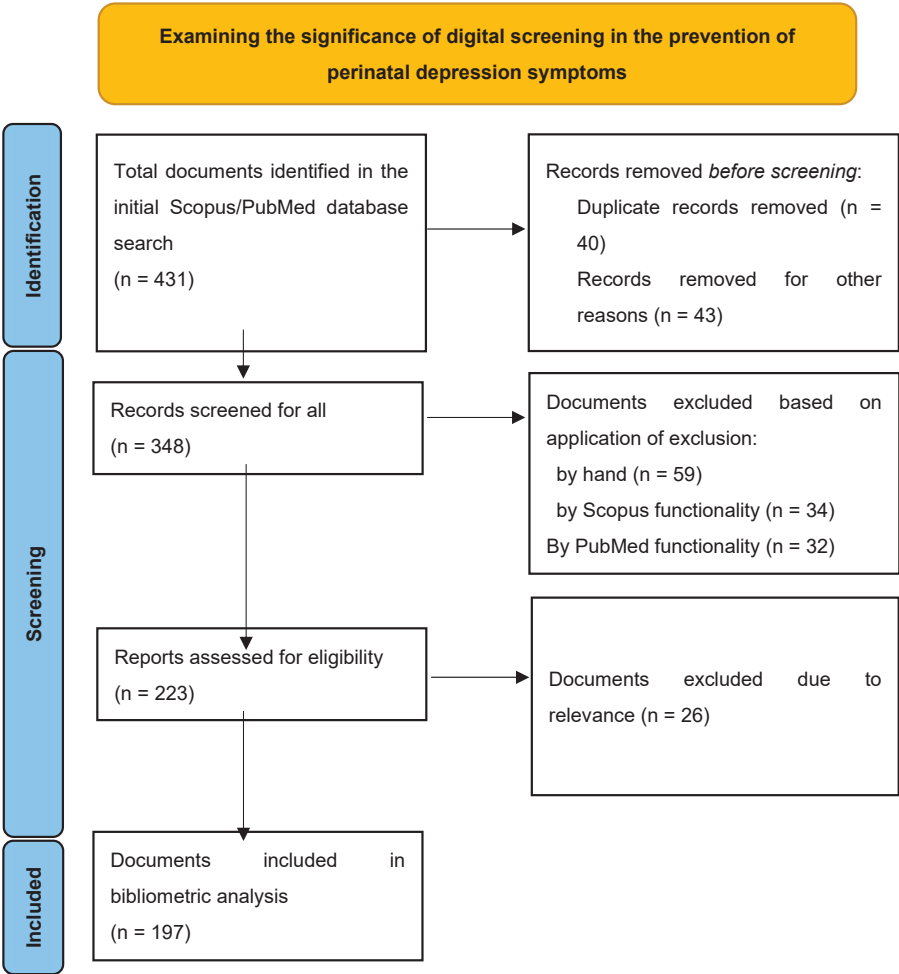 Examining the significance of digital screening in the prevention of
perinatal depression symptoms
Identification
Total documents identified in the
initial Scopus/PubMed database
search
(n = 431)
Records removed before screening:
Duplicate records removed (n =
40)
Records removed for other
reasons (n = 43)
Screening
Records screened for all
(n = 348)
Documents excluded based on
application of exclusion:
by hand (n = 59)
by Scopus functionality (n = 34)
By PubMed functionality (n = 32)
Reports assessed for eligibility
(n = 223)
Documents excluded due to
relevance (n = 26)
Included
Documents included in
bibliometric analysis
(n = 197)